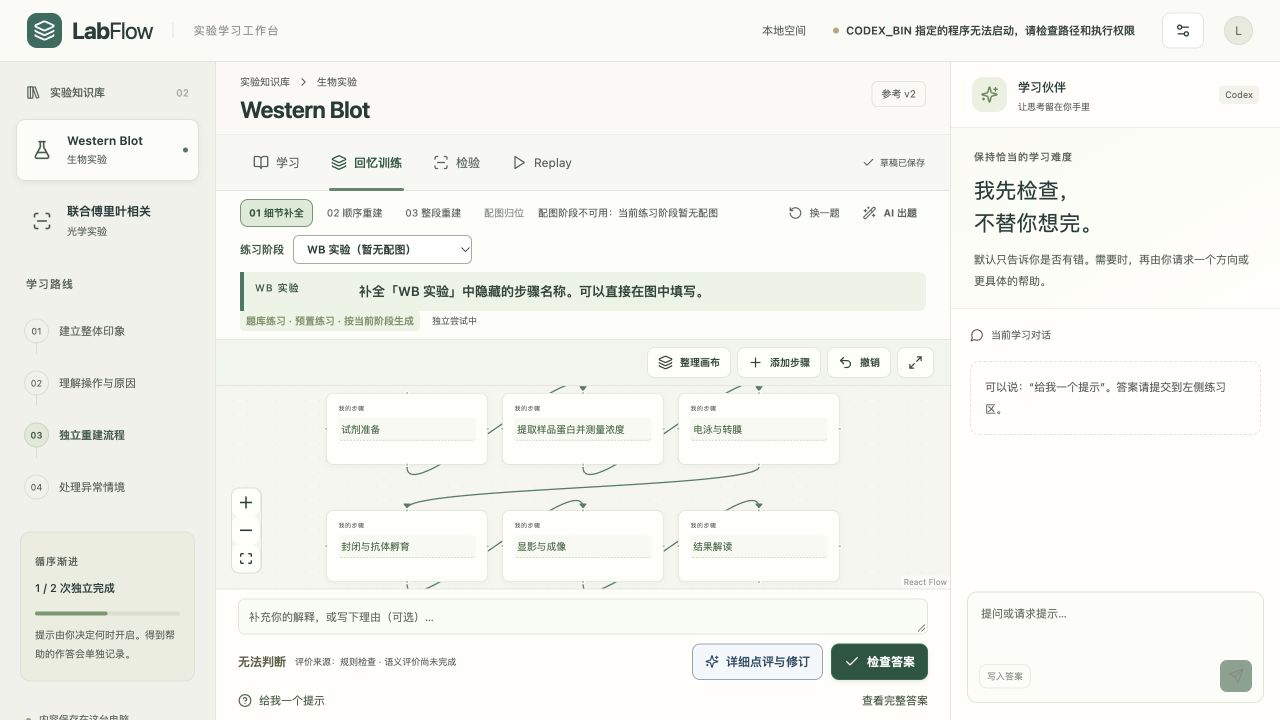 LabFlow
实验学习工作台
本地空间
CODEX_BIN 指定的程序无法启动，请检查路径和执行权限
L
实验知识库
02
Western Blot
生物实验
联合傅里叶相关
光学实验
学习路线
01 建立整体印象
02 理解操作与原因
03 独立重建流程
04 处理异常情境
循序渐进
1 / 2 次独立完成
提示由你决定何时开启。得到帮
助的作答会单独记录。
内容保存在这台电脑
实验知识库 > 生物实验
Western Blot
参考 v2
学习
回忆训练
检验
Replay
草稿已保存
01 细节补全
02 顺序重建
03 整段重建
配图归位
配图阶段不可用：当前练习阶段暂无配图
换一题
AI 出题
练习阶段
WB 实验（暂无配图）
WB 实验
补全「WB 实验」中隐藏的步骤名称。可以直接在图中填写。
题库练习 · 预置练习 · 按当前阶段生成
独立尝试中
整理画布
添加步骤
撤销
我的步骤
试剂准备
我的步骤
提取样品蛋白并测量浓度
我的步骤
电泳与转膜
我的步骤
封闭与抗体孵育
我的步骤
显影与成像
我的步骤
结果解读
React Flow
补充你的解释，或写下理由（可选）...
无法判断
评价来源：规则检查 · 语义评价尚未完成
详细点评与修订
检查答案
给我一个提示
查看完整答案
学习伙伴
让思考留在你手里
Codex
保持恰当的学习难度
我先检查，
不替你想完。
默认只告诉你是否有错。需要时，再由你请求一个方向或
更具体的帮助。
当前学习对话
可以说：“给我一个提示”。答案请提交到左侧练习
区。
提问或请求提示...
写入答案